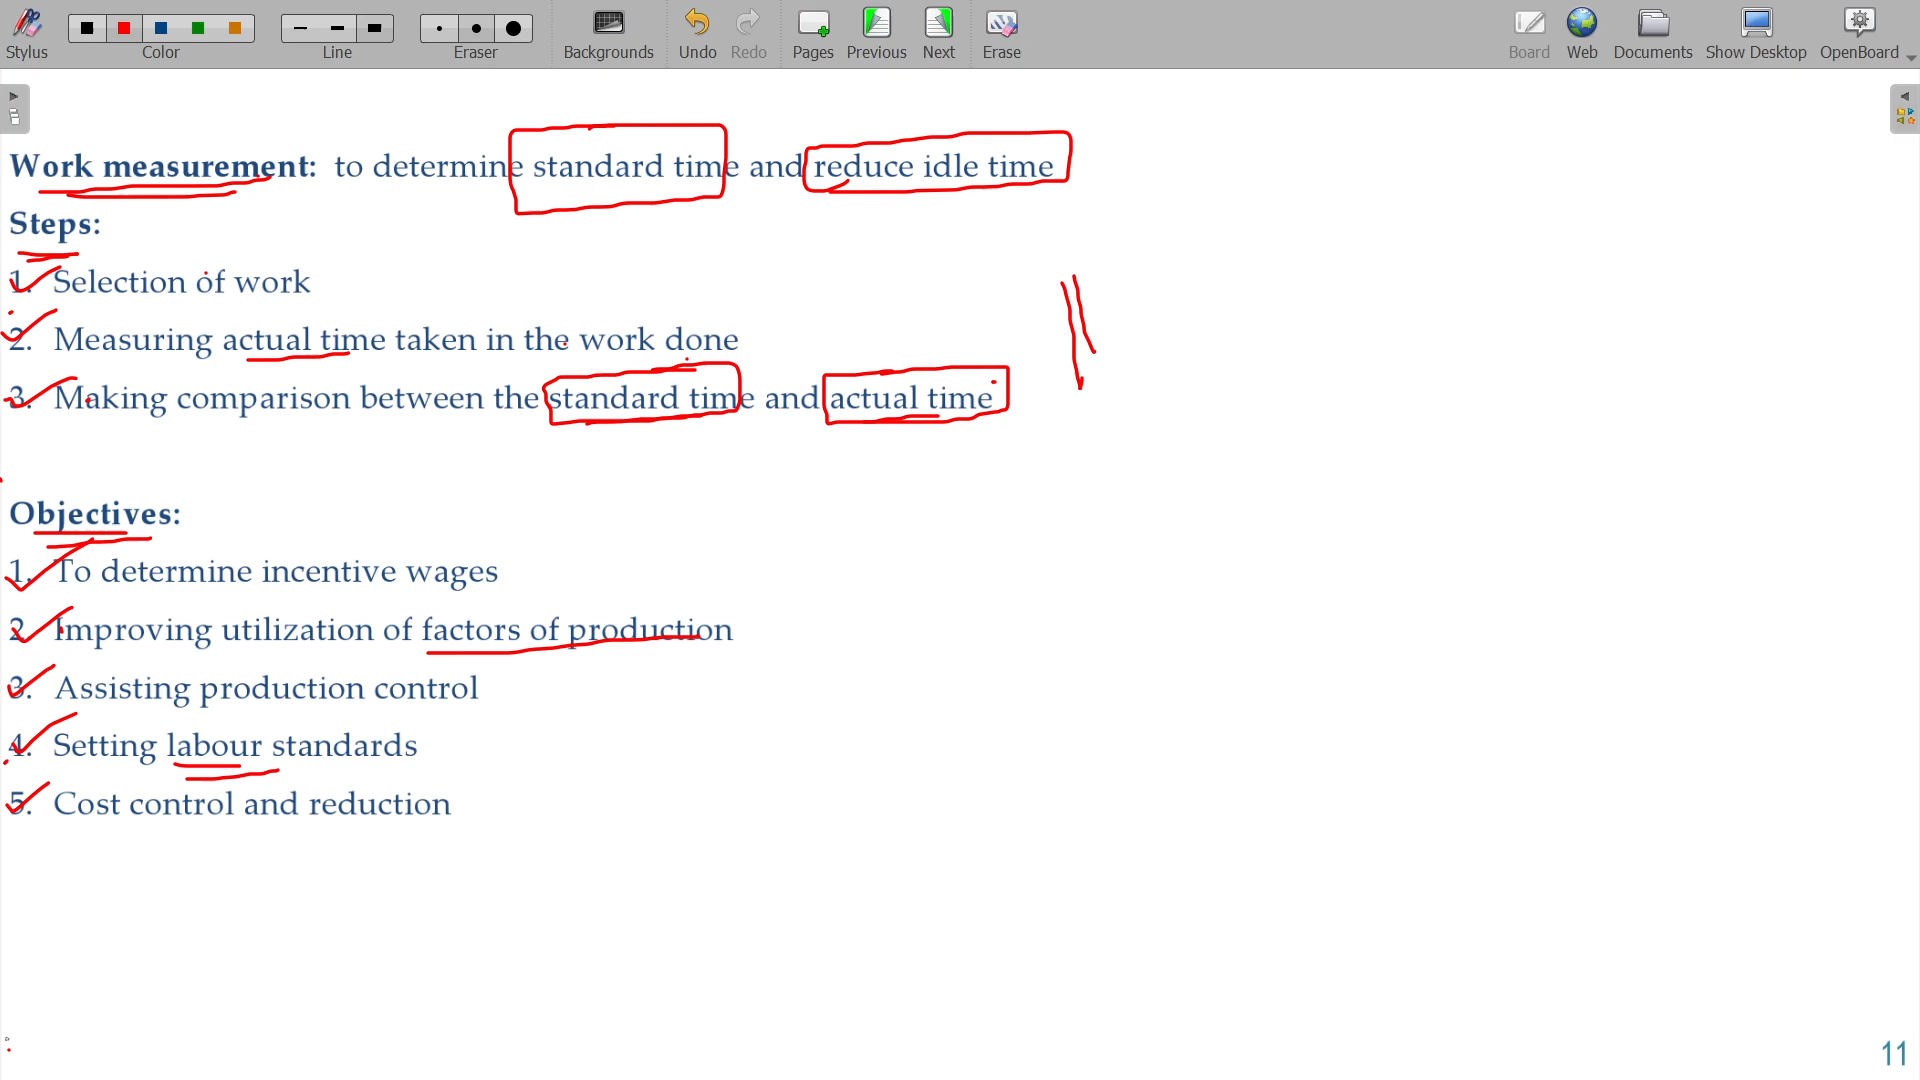 Stylus Color Line Eraser Backgrounds Undo Redo Pages Previous Next Erase Board Web Documents Show Desktop OpenBoard
Work measurement: to determine standard time and reduce idle time
Steps:
1. Selection of work
2. Measuring actual time taken in the work done
3. Making comparison between the standard time and actual time
Objectives:
1. To determine incentive wages
2. Improving utilization of factors of production
3. Assisting production control
4. Setting labour standards
5. Cost control and reduction
11